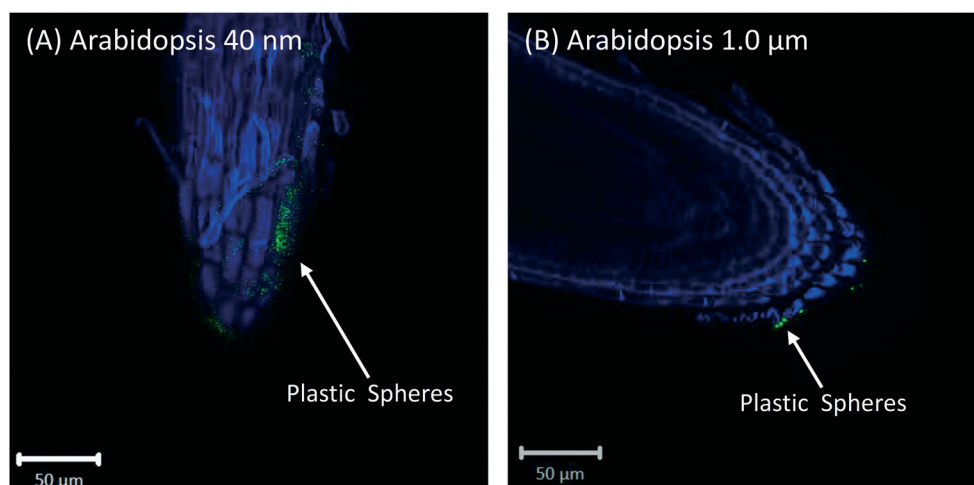 (A) Arabidopsis 40 nm
Plastic Spheres
50 µm
(B) Arabidopsis 1.0 µm
Plastic Spheres
50 µm